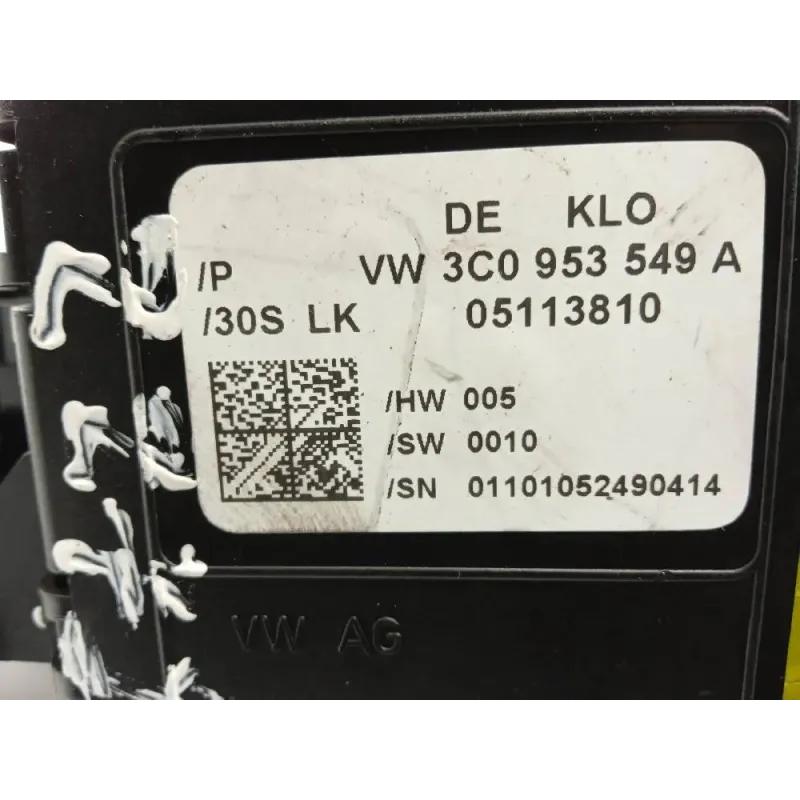 DE KLO
/P VW 3C0 953 549 A
/30S LK 05113810
/HW 005
/SW 0010
/SN 01101052490414
VW AG